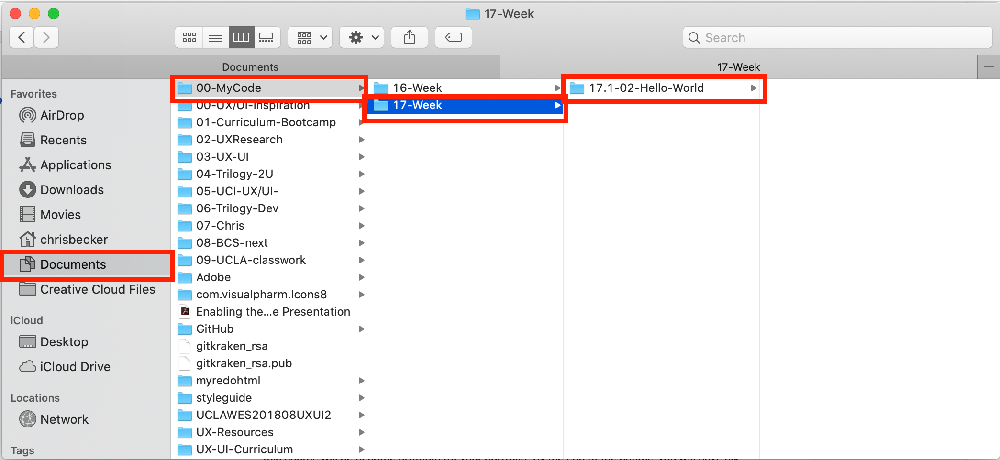 17-Week
Search
Documents
17-Week
Favorites
AirDrop
Recents
Applications
Downloads
Movies
chrisbecker
Documents
Creative Cloud Files
iCloud
Desktop
iCloud Drive
Locations
Network
Tags
00-MyCode
00-UX/UI-Inspiration
01-Curriculum-Bootcamp
02-UXResearch
03-UX-UI
04-Trilogy-2U
05-UCI-UX/UI-
06-Trilogy-Dev
07-Chris
08-BCS-next
09-UCLA-classwork
Adobe
com.visualpharm.Icons8
Enabling the...e Presentation
GitHub
gitkraken_rsa
gitkraken_rsa.pub
myredohtml
styleguide
UCLAWES201808UXUI2
UX-Resources
UX-UI-Curriculum
16-Week
17-Week
17.1-02-Hello-World